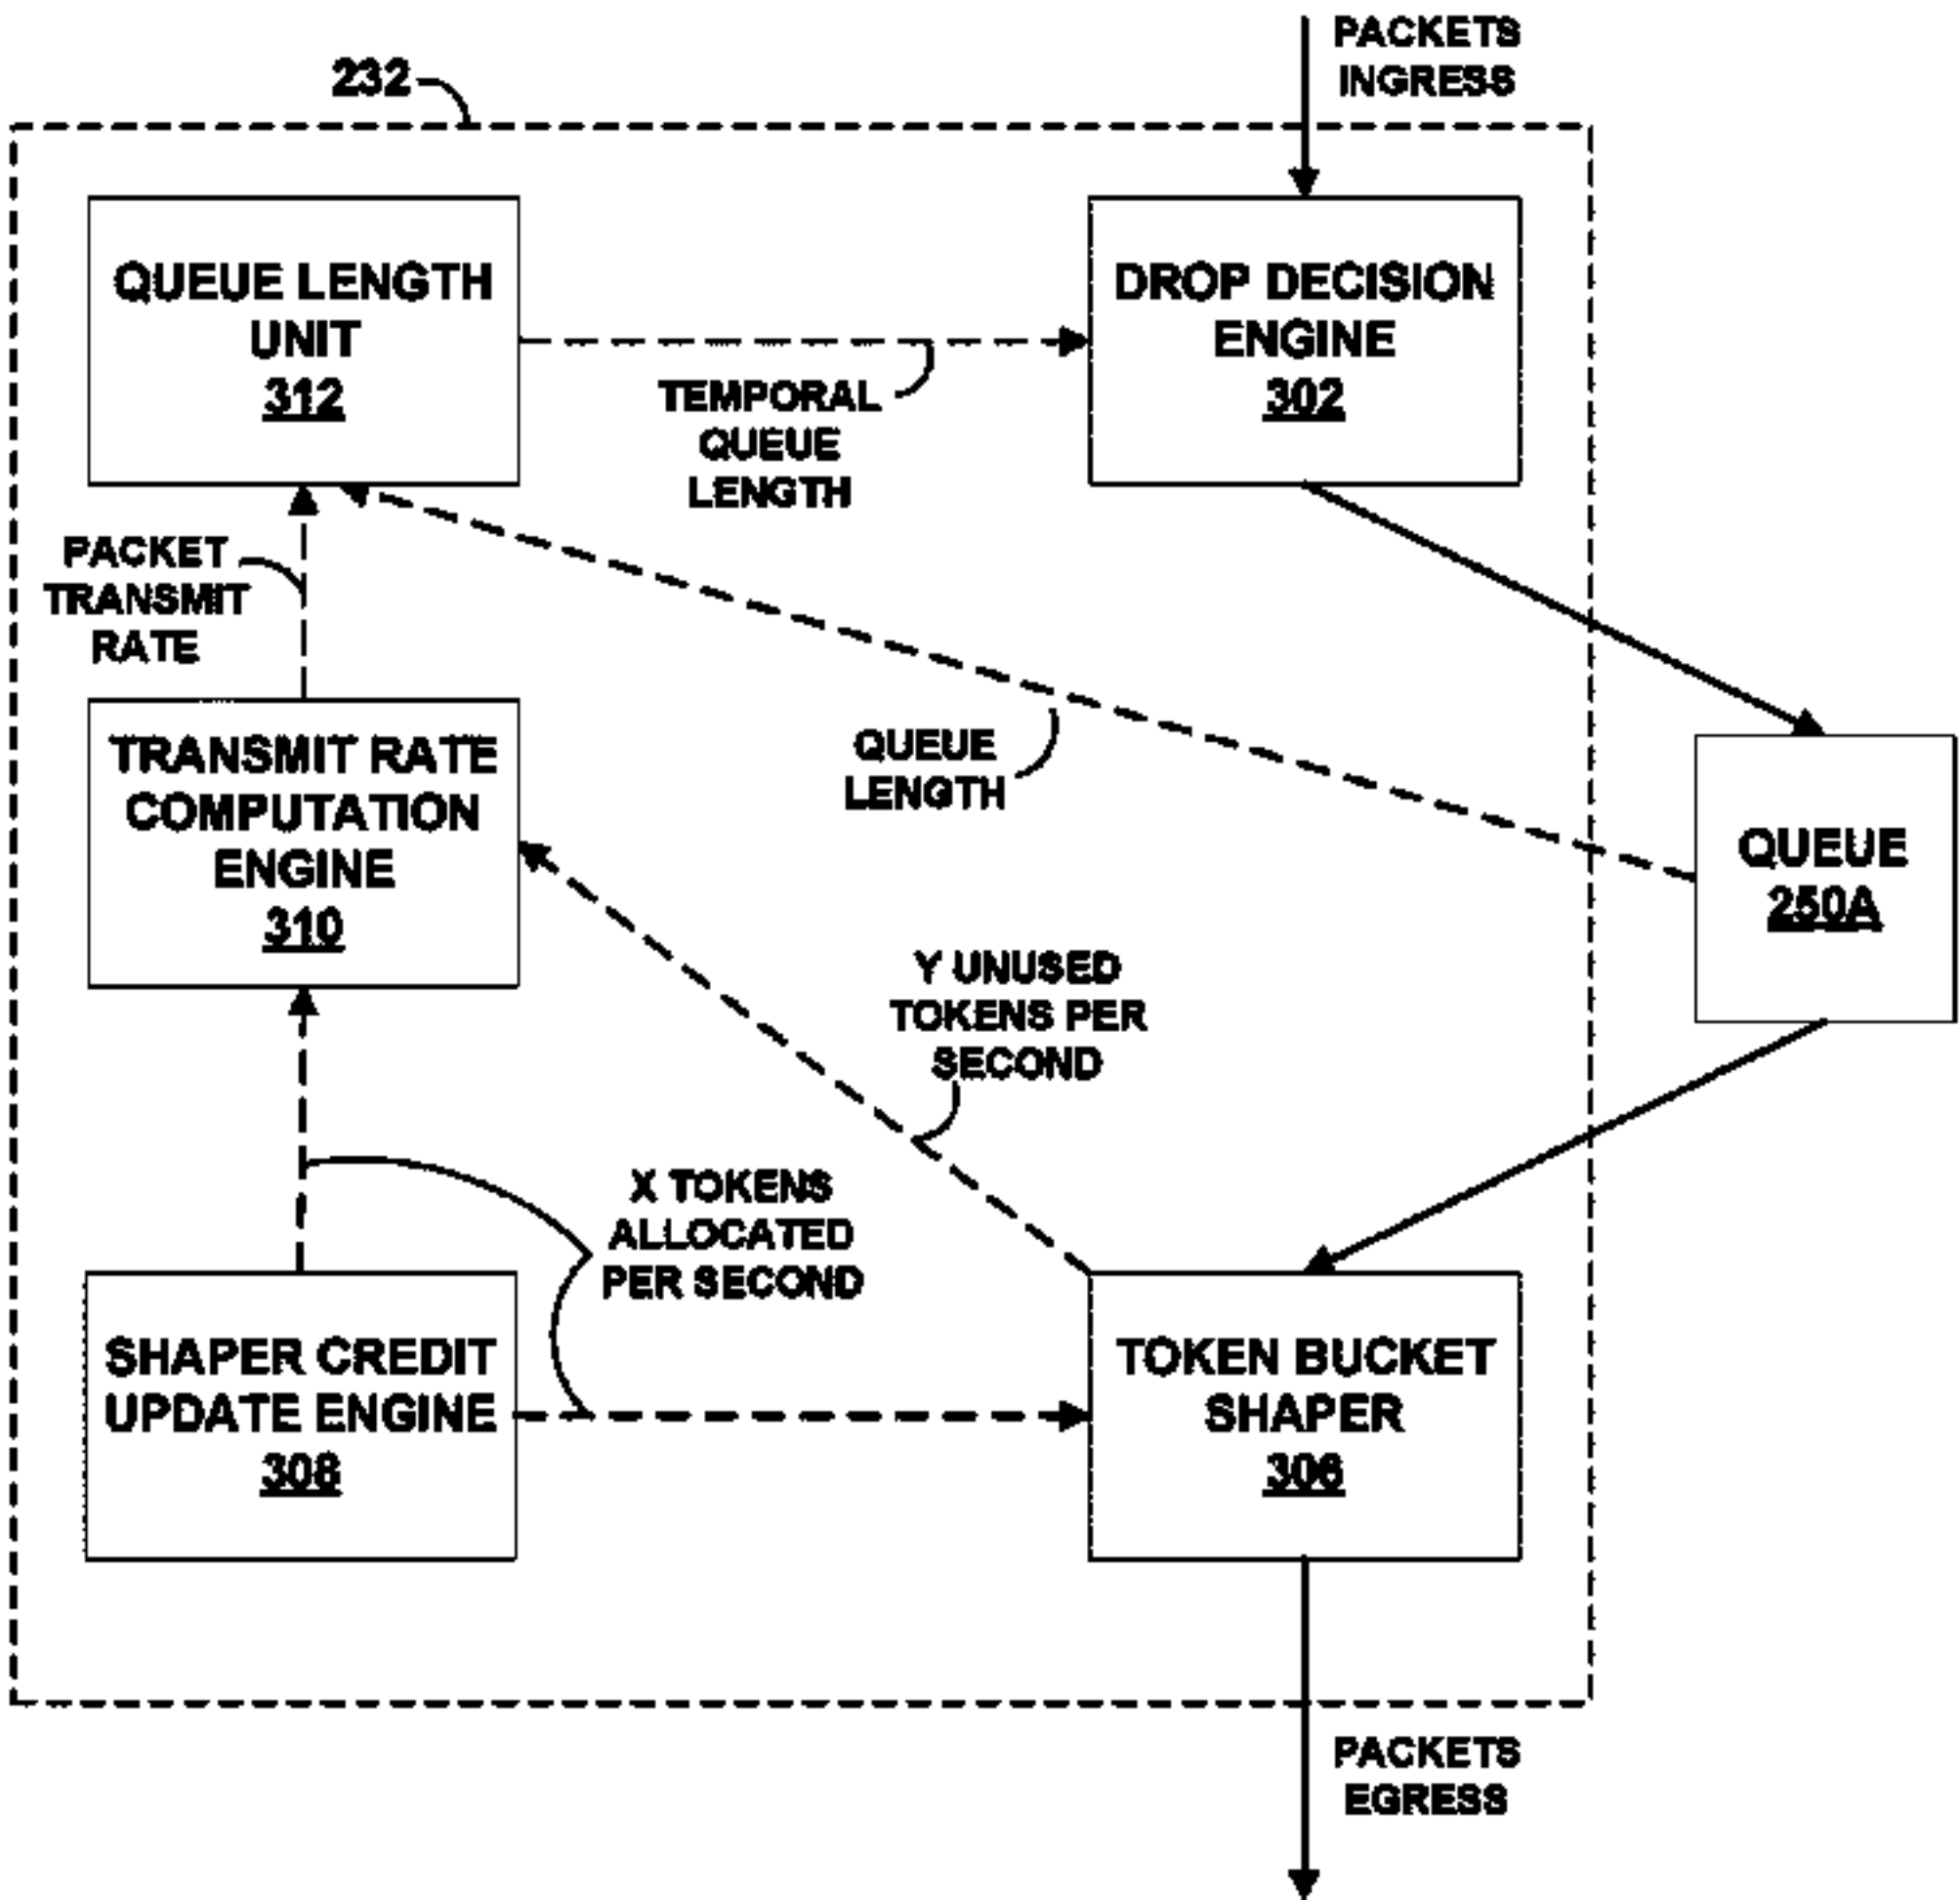 PACKETS
INGRESS
232
QUEUE LENGTH
UNIT
312
DROP DECISION
ENGINE
302
TEMPORAL
QUEUE
LENGTH
PACKET
TRANSMIT
RATE
TRANSMIT RATE
COMPUTATION
ENGINE
310
QUEUE
LENGTH
QUEUE
250A
Y UNUSED
TOKENS PER
SECOND
X TOKENS
ALLOCATED
PER SECOND
SHAPER CREDIT
UPDATE ENGINE
308
TOKEN BUCKET
SHAPER
306
PACKETS
EGRESS